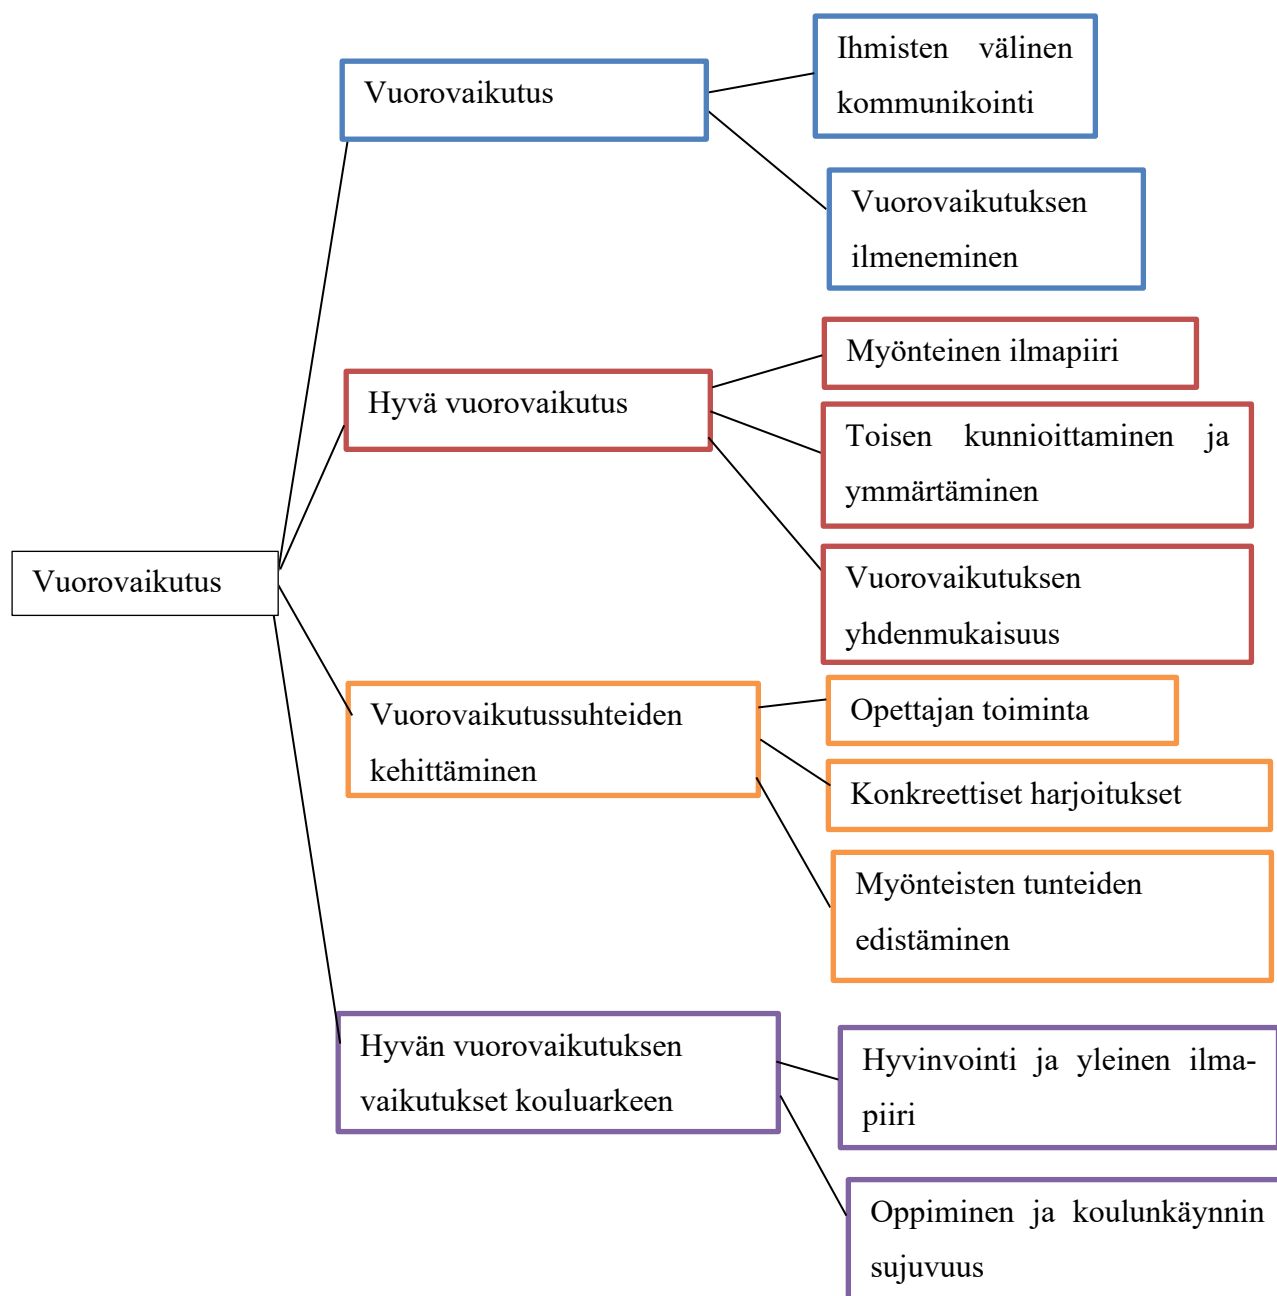 Vuorovaikutus
Vuorovaikutus
Ihmisten välinen
kommunikointi
Vuorovaikutuksen
ilmeneminen
Hyvä vuorovaikutus
Myönteinen ilmapiiri
Toisen kunnioittaminen ja
ymmärtäminen
Vuorovaikutuksen
yhdenmukaisuus
Vuorovaikutussuhteiden
kehittäminen
Opettajan toiminta
Konkreettiset harjoitukset
Myönteisten tunteiden
edistäminen
Hyvän vuorovaikutuksen
vaikutukset kouluarkeen
Hyvinvointi ja yleinen ilma-
piiri
Oppiminen ja koulunkäynnin
sujuvuus